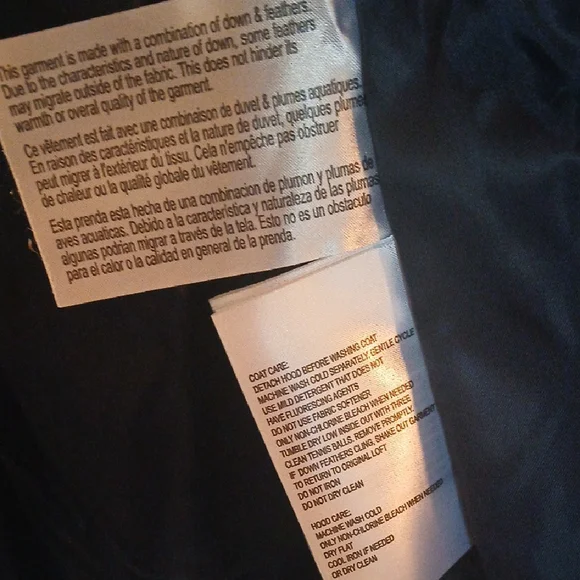 This garment is made with a combination of down & feathers.
Due to the characteristics and nature of down, some feathers
may migrate outside of the fabric. This does not hinder its
warmth or overal quality of the garment.
Ce vêtement est fait avec une combinaison de duvet & plumes aquatiques.
En raison des caractéristiques et la nature de duvet, quelques plumes
peut migrer à l'extérieur du tissu. Cela n'empêche pas obstruer
de chaleur ou la qualité globale du vêtement.
Esta prenda esta hecha de una combinacion de plumon y plumas de
aves acuaticas. Debido a la caracteristica y naturaleza de las plumas
algunas podrian migrar a través de la tela. Esto no es un obstaculo
para el calor o la calidad en general de la prenda.
COAT CARE:
DETACH HOOD BEFORE WASHING COAT
MACHINE WASH COLD SEPARATELY, GENTLE CYCLE
USE MILD DETERGENT THAT DOES NOT
HAVE FLUORESCING AGENTS
DO NOT USE FABRIC SOFTENER
ONLY NON-CHLORINE BLEACH WHEN NEEDED
TUMBLE DRY LOW INSIDE OUT WITH THREE
CLEAN TENNIS BALLS. REMOVE PROMPTLY.
IF DOWN FEATHERS CLING, SHAKE OUT GARMENT
TO RETURN TO ORIGINAL LOFT
DO NOT IRON
DO NOT DRY CLEAN
HOOD CARE:
MACHINE WASH COLD
ONLY NON-CHLORINE BLEACH WHEN NEEDED
DRY FLAT
COOL IRON IF NEEDED
OR DRY CLEAN